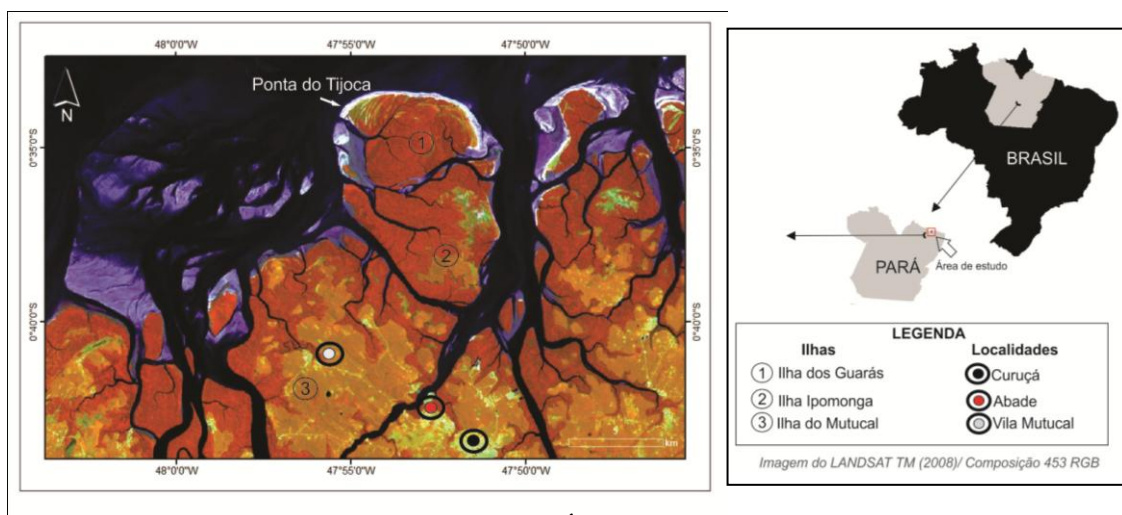 48°0'0"W 47°55'0"W 47°50'0"W
Ponta do Tijoca
N
0°35'0"S 0°35'0"S
0°40'0"S 0°40'0"S
1
2
3
km
48°0'0"W 47°55'0"W 47°50'0"W
BRASIL
PARÁ
Área de estudo
LEGENDA
Ilhas Localidades
1 Ilha dos Guarás Curuçá
2 Ilha Ipomonga Abade
3 Ilha do Mutucal Vila Mutucal
Imagem do LANDSAT TM (2008)/ Composição 453 RGB